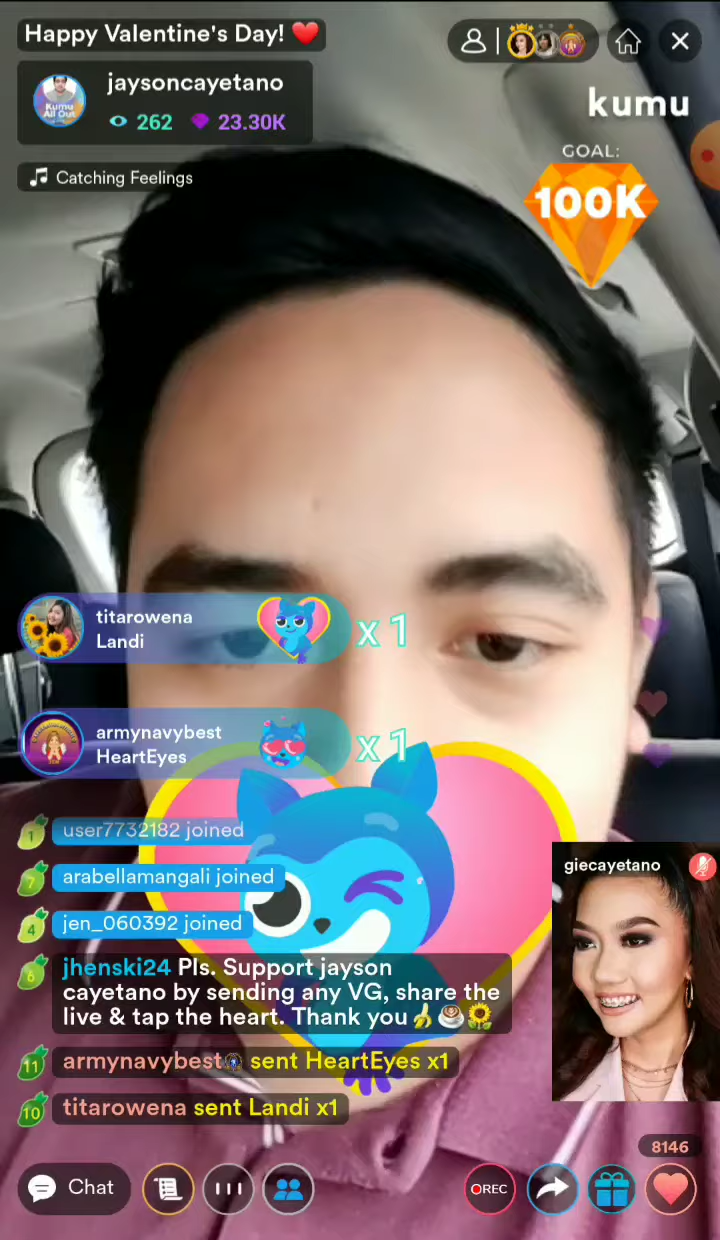 Happy Valentine's Day! ❤️
jaysoncayetano
262 23.30K
kumu
GOAL:
100K
Kumu
All Out
Catching Feelings
titarowena
Landi
x 1
armynavybest
HeartEyes
x 1
1 user7732182 joined
7 arabellamangali joined
4 jen_060392 joined
6 jhenski24 Pls. Support jayson
cayetano by sending any VG, share the
live & tap the heart. Thank you🍌☕🌻
11 armynavybest sent HeartEyes x1
10 titarowena sent Landi x1
giecayetano
8146
Chat
REC